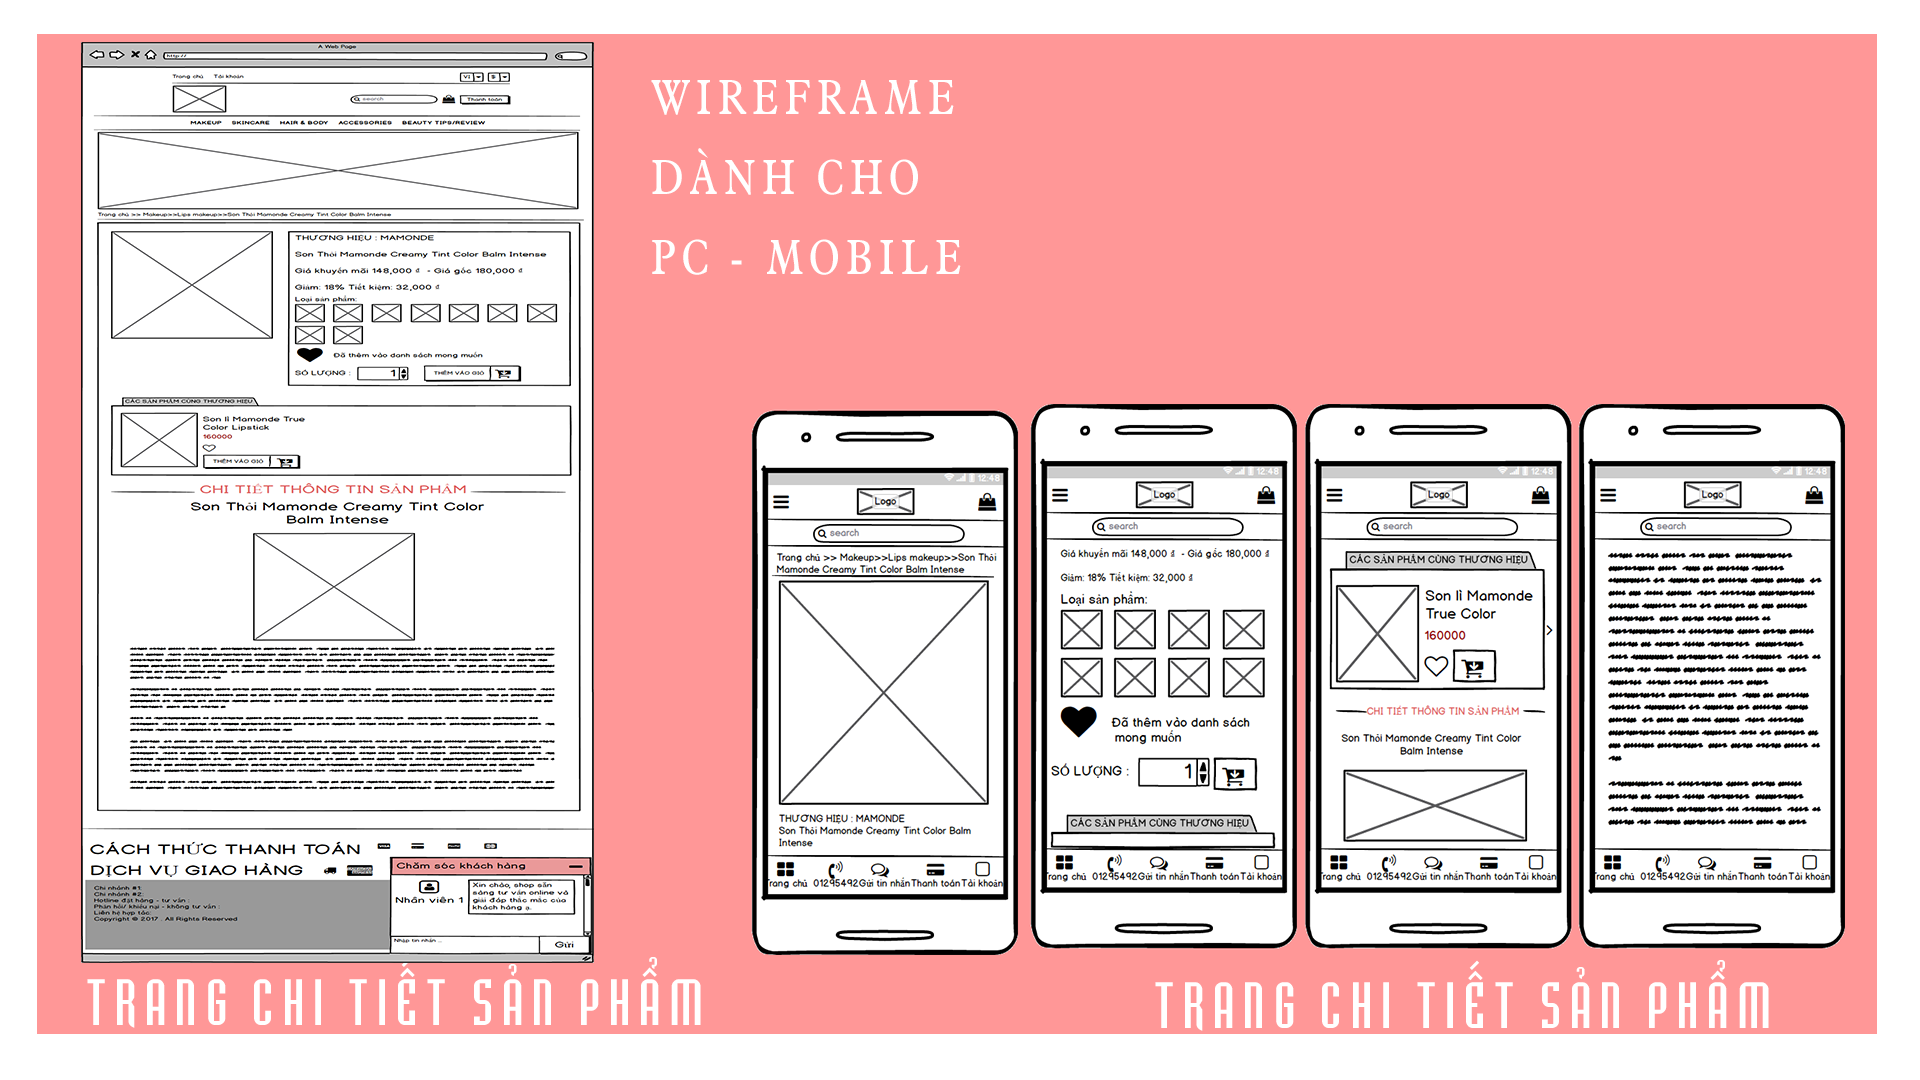 A Web Page
http://
Trang chủ Tài khoản
Vi $
search Thanh toán
MAKEUP SKINCARE HAIR & BODY ACCESSORIES BEAUTY TIPS/REVIEW
Trang chủ >> Makeup>>Lips makeup>>Son Thỏi Mamonde Creamy Tint Color Balm Intense
THƯƠNG HIỆU : MAMONDE
Son Thỏi Mamonde Creamy Tint Color Balm Intense
Giá khuyến mãi 148,000 đ - Giá gốc 180,000 đ
Giảm: 18% Tiết kiệm: 32,000 đ
Loại sản phẩm:
Đã thêm vào danh sách mong muốn
SỐ LƯỢNG : 1 THÊM VÀO GIỎ
CÁC SẢN PHẨM CÙNG THƯƠNG HIỆU
Son lì Mamonde True
Color Lipstick
160000
THÊM VÀO GIỎ
CHI TIẾT THÔNG TIN SẢN PHẨM
Son Thỏi Mamonde Creamy Tint Color
Balm Intense
CÁCH THỨC THANH TOÁN
DỊCH VỤ GIAO HÀNG
Chi nhánh #1:
Chi nhánh #2:
Hotline đặt hàng - tư vấn :
Phản hồi/ khiếu nại - không tư vấn :
Liên hệ hợp tác:
Copyright © 2017 . All Rights Reserved
Chăm sóc khách hàng
Nhân viên 1
Xin chào, shop sẵn
sàng tư vấn online và
giải đáp thắc mắc của
khách hàng ạ.
Nhập tin nhắn ...
Gửi
TRANG CHI TIẾT SẢN PHẨM
WIREFRAME
DÀNH CHO
PC - MOBILE
12:48
Logo
search
Trang chủ >> Makeup>>Lips makeup>>Son Thỏi
Mamonde Creamy Tint Color Balm Intense
THƯƠNG HIỆU : MAMONDE
Son Thỏi Mamonde Creamy Tint Color Balm
Intense
Trang chủ 01295492 Gửi tin nhắn Thanh toán Tài khoản
12:48
Logo
search
Giá khuyến mãi 148,000 đ - Giá gốc 180,000 đ
Giảm: 18% Tiết kiệm: 32,000 đ
Loại sản phẩm:
Đã thêm vào danh sách
mong muốn
SỐ LƯỢNG : 1
CÁC SẢN PHẨM CÙNG THƯƠNG HIỆU
Trang chủ 01295492 Gửi tin nhắn Thanh toán Tài khoản
12:48
Logo
search
CÁC SẢN PHẨM CÙNG THƯƠNG HIỆU
Son lì Mamonde
True Color
160000
CHI TIẾT THÔNG TIN SẢN PHẨM
Son Thỏi Mamonde Creamy Tint Color
Balm Intense
Trang chủ 01295492 Gửi tin nhắn Thanh toán Tài khoản
12:48
Logo
search
Trang chủ 01295492 Gửi tin nhắn Thanh toán Tài khoản
TRANG CHI TIẾT SẢN PHẨM